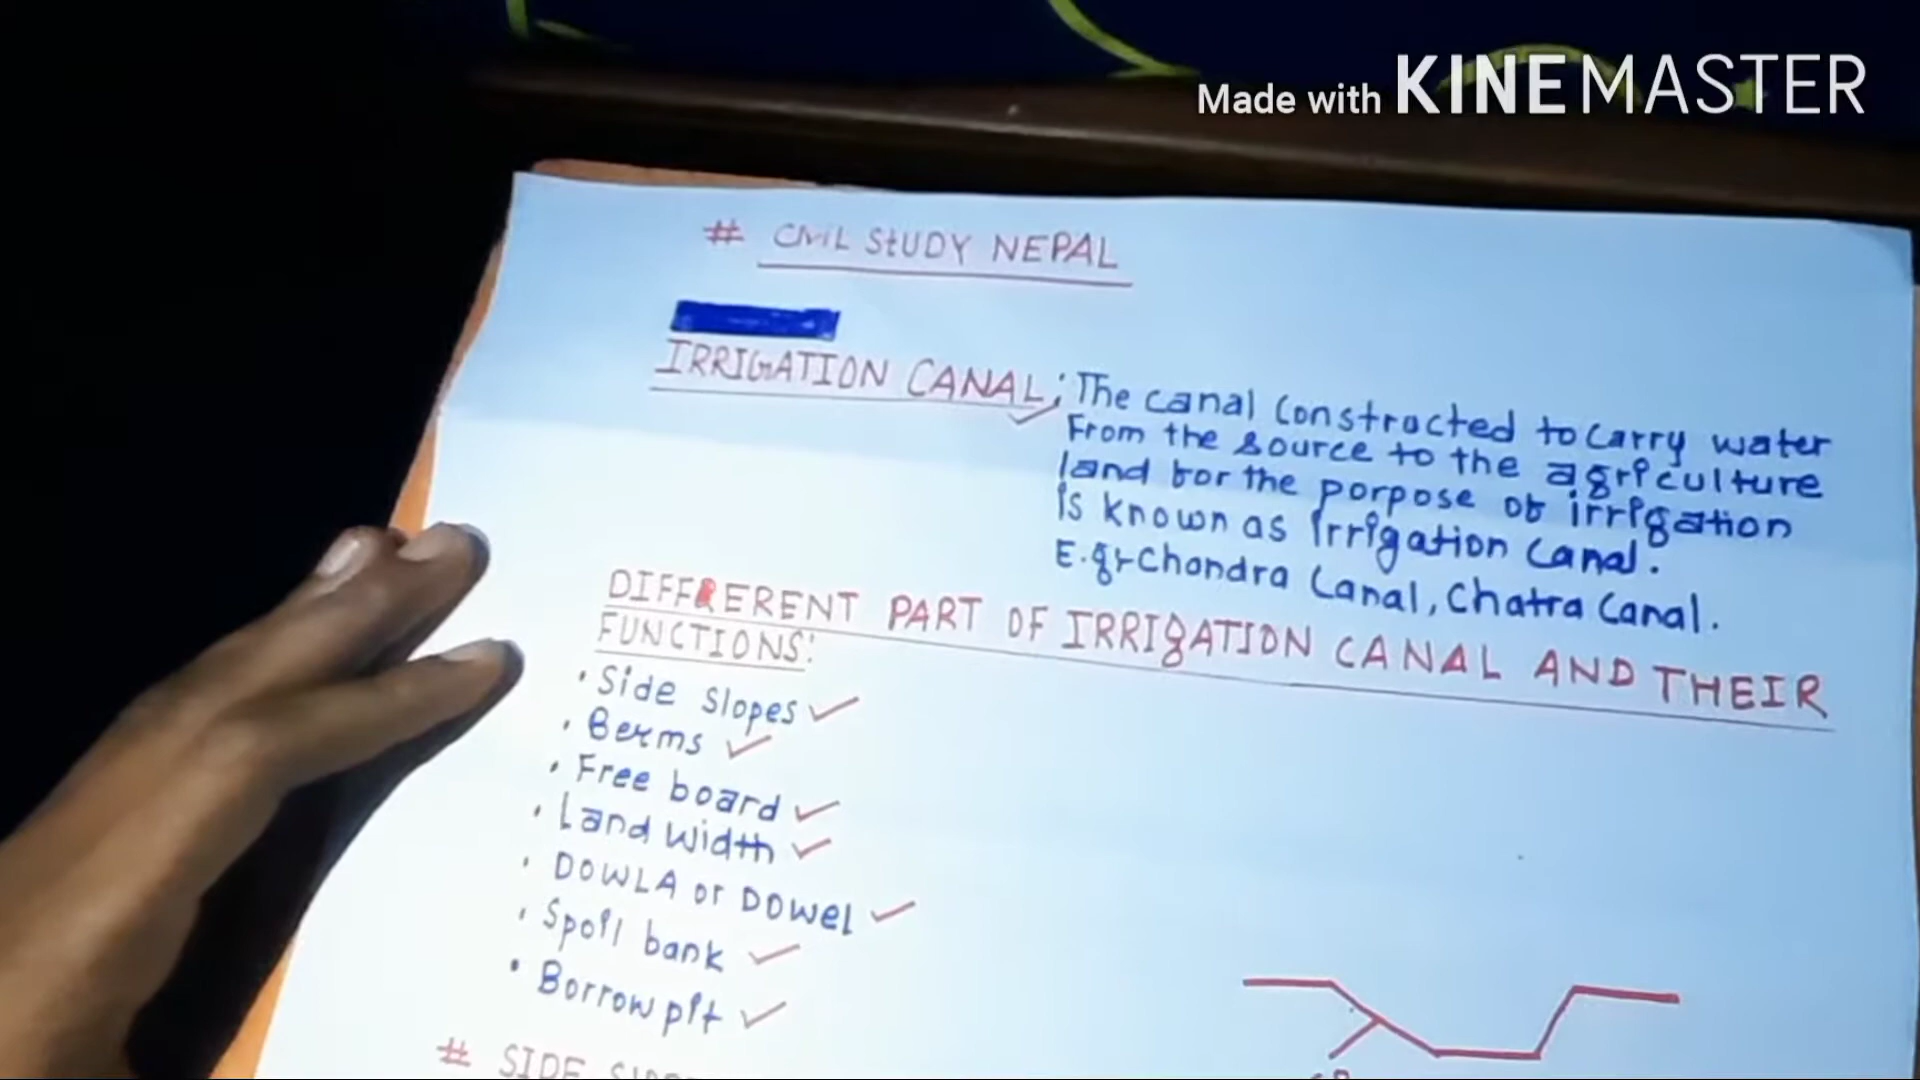 Made with KINEMASTER
# CiviL StUDY NEPAL
IRRIGATION CANAL; The canal constructed to carry water
From the source to the agriculture
land for the porpose of irrigation
is known as irrigation canal.
E.g:- Chandra Canal, Chatra Canal.
DIFFERENT PART OF IRRIGATION CANAL AND THEIR
FUNCTIONS:
• Side Slopes ✓
• Berms ✓
• Free board ✓
• Land width ✓
• DOWLA or DOWEL ✓
• Spoil bank ✓
• Borrow pit ✓
# SIDE